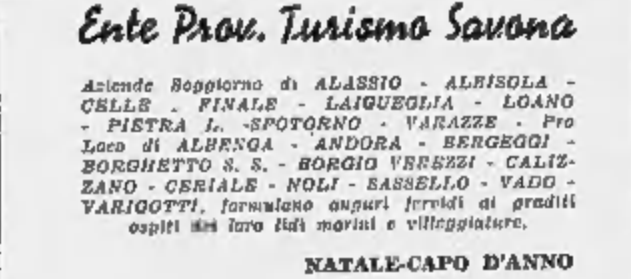 Ente Prov. Turismo Savona
Aziende Soggiorno di ALASSIO - ALBISOLA -
CELLE - FINALE - LAIGUEGLIA - LOANO
- PIETRA L. -SPOTORNO - VARAZZE - Pro
Loco di ALBENGA - ANDORA - BERGEGGI -
BORGHETTO S. S. - BORGIO VEREZZI - CALIZ-
ZANO - CERIALE - NOLI - SASSELLO - VADO -
VARIGOTTI, formulano auguri fervidi ai graditi
ospiti dei loro lidi marini e villeggiature.
NATALE-CAPO D'ANNO